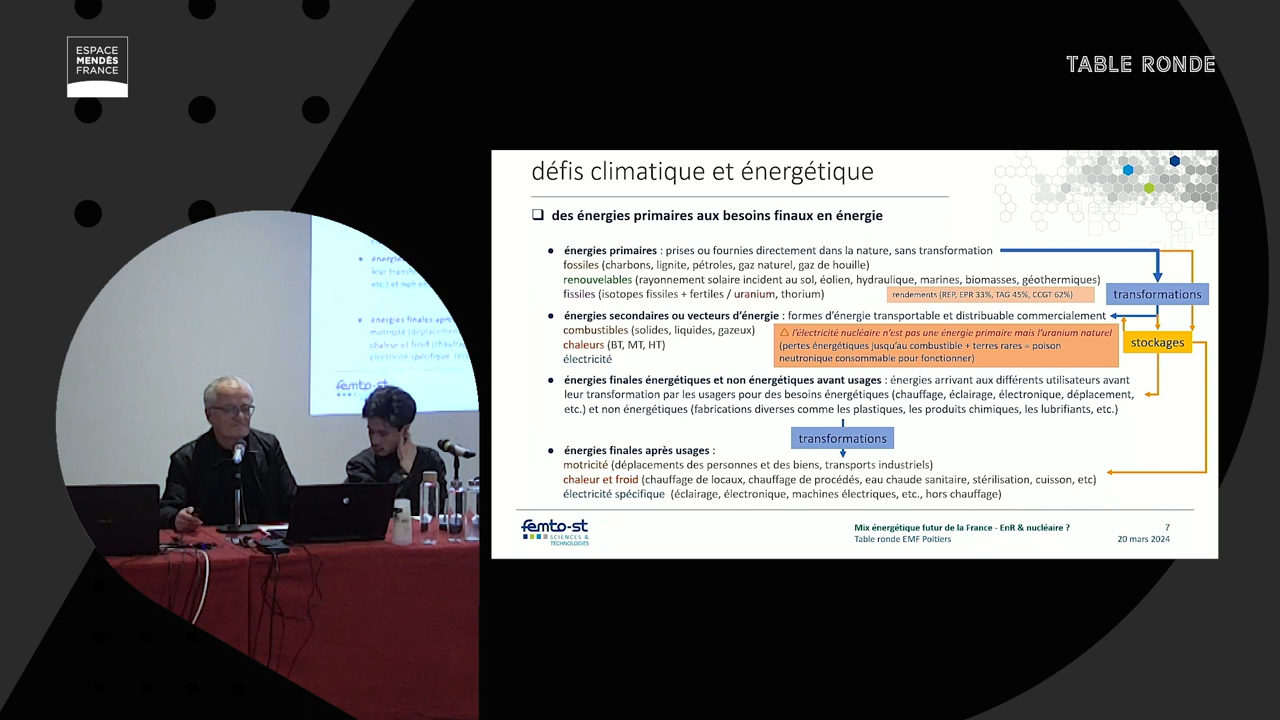 ESPACE
MENDÈS
FRANCE
TABLE RONDE
défis climatique et énergétique
❑ des énergies primaires aux besoins finaux en énergie
• énergies primaires : prises ou fournies directement dans la nature, sans transformation
fossiles (charbons, lignite, pétroles, gaz naturel, gaz de houille)
renouvelables (rayonnement solaire incident au sol, éolien, hydraulique, marines, biomasses, géothermiques)
fissiles (isotopes fissiles + fertiles / uranium, thorium)
rendements (REP, EPR 33%, TAG 45%, CCGT 62%)
transformations
• énergies secondaires ou vecteurs d'énergie : formes d'énergie transportable et distribuable commercialement
combustibles (solides, liquides, gazeux)
chaleurs (BT, MT, HT)
électricité
⚠ l'électricité nucléaire n'est pas une énergie primaire mais l'uranium naturel
(pertes énergétiques jusqu'au combustible + terres rares = poison
neutronique consommable pour fonctionner)
stockages
• énergies finales énergétiques et non énergétiques avant usages : énergies arrivant aux différents utilisateurs avant
leur transformation par les usagers pour des besoins énergétiques (chauffage, éclairage, électronique, déplacement,
etc.) et non énergétiques (fabrications diverses comme les plastiques, les produits chimiques, les lubrifiants, etc.)
transformations
• énergies finales après usages :
motricité (déplacements des personnes et des biens, transports industriels)
chaleur et froid (chauffage de locaux, chauffage de procédés, eau chaude sanitaire, stérilisation, cuisson, etc)
électricité spécifique (éclairage, électronique, machines électriques, etc., hors chauffage)
femto-st
SCIENCES &
TECHNOLOGIES
Mix énergétique futur de la France - EnR & nucléaire ?
Table ronde EMF Poitiers
7
20 mars 2024